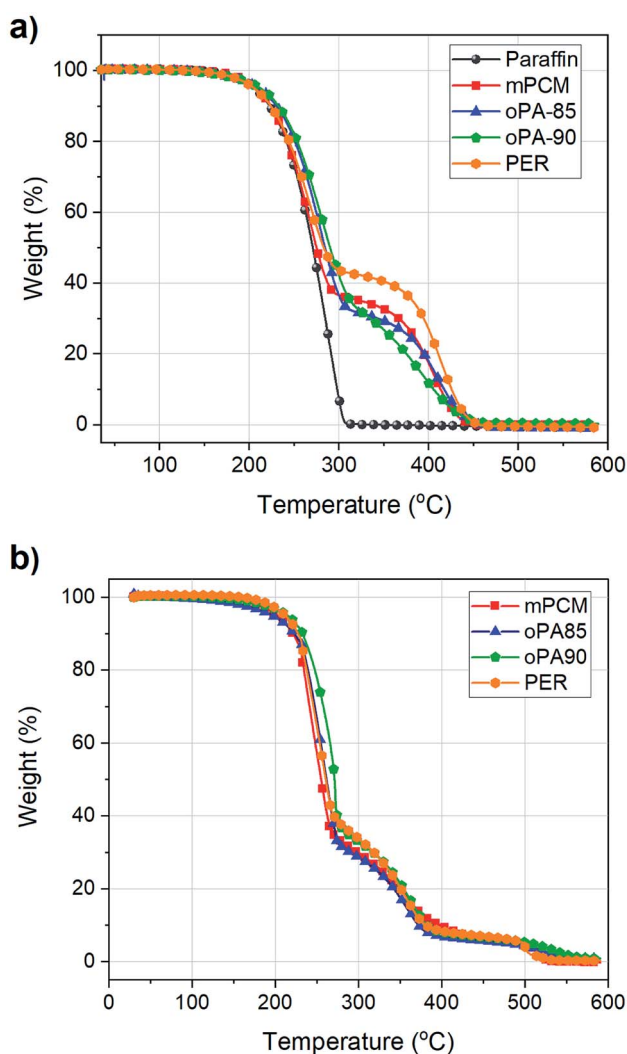 a)
100
80
60
40
20
0
Weight (%)
Paraffin
mPCM
oPA-85
oPA-90
PER
100 200 300 400 500 600
Temperature (°C)
b)
100
80
60
40
20
0
Weight (%)
mPCM
oPA85
oPA90
PER
0 100 200 300 400 500 600
Temperature (°C)